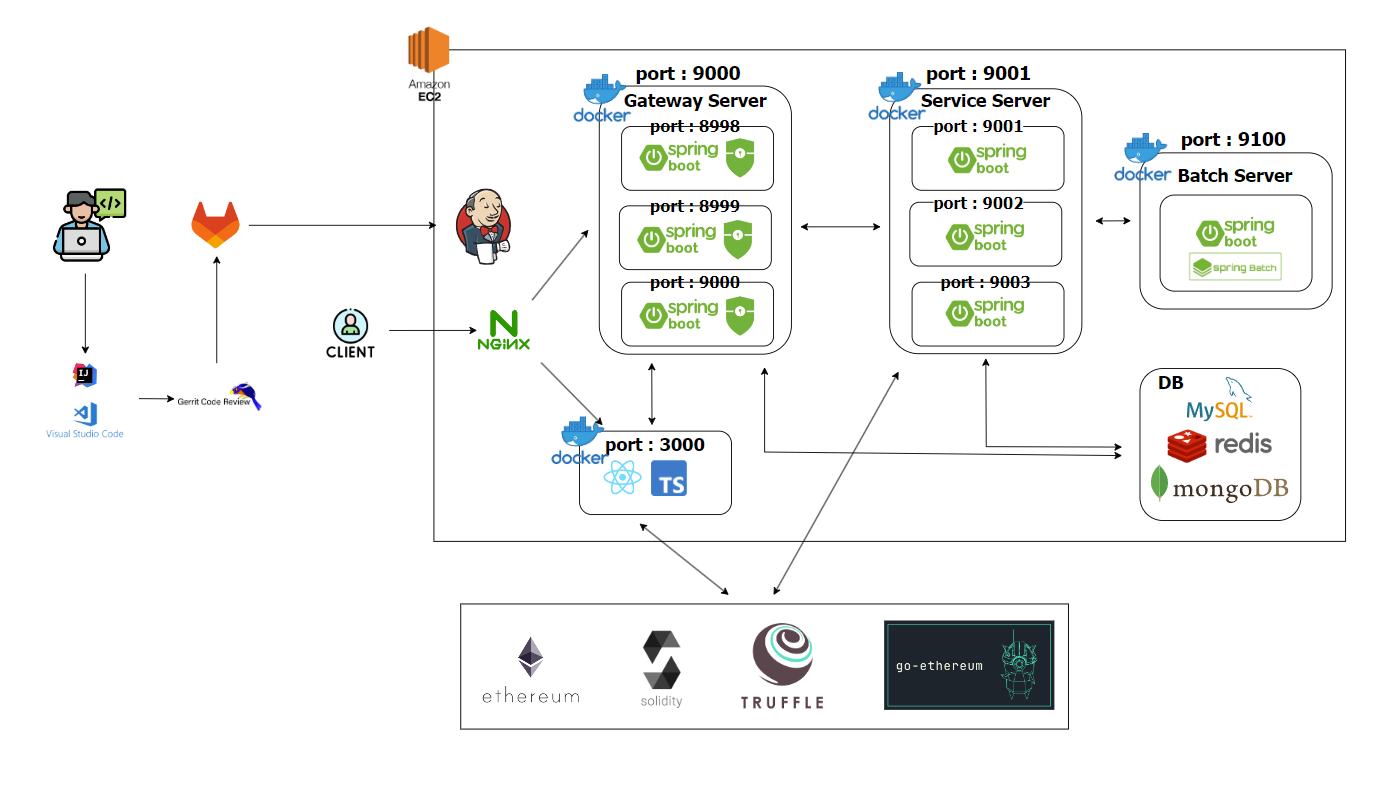 Amazon
EC2
port : 9000
docker
Gateway Server
port : 8998
spring
boot
port : 8999
spring
boot
port : 9000
spring
boot
port : 9001
docker
Service Server
port : 9001
spring
boot
port : 9002
spring
boot
port : 9003
spring
boot
port : 9100
docker
Batch Server
spring
boot
spring Batch
CLIENT
NGINX
IJ
Visual Studio Code
Gerrit Code Review
docker
port : 3000
TS
DB
MySQL
redis
mongoDB
ethereum
solidity
TRUFFLE
go-ethereum